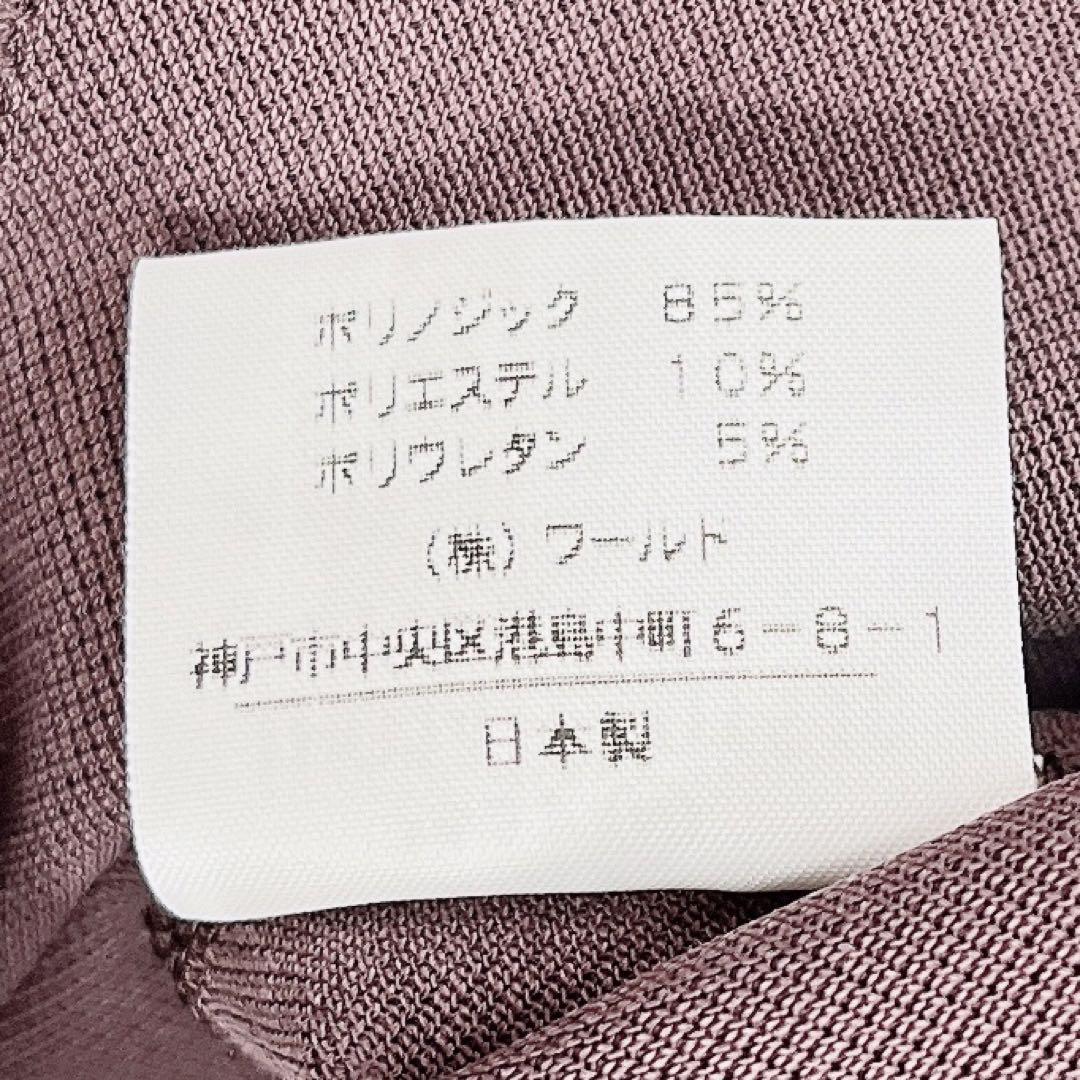 ポリノジック 85%
ポリエステル 10%
ポリウレタン 5%
(株)ワールド
神戸市中央区港島中町6-8-1
日本製